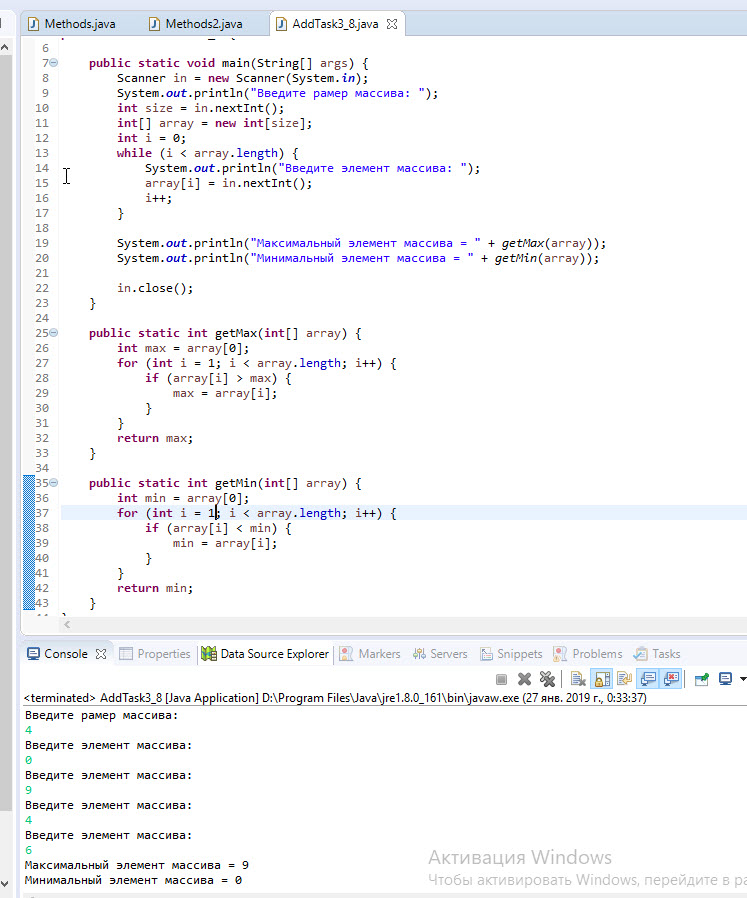 Methods.java Methods2.java AddTask3_8.java
6
7 public static void main(String[] args) {
8 Scanner in = new Scanner(System.in);
9 System.out.println("Введите рамер массива: ");
10 int size = in.nextInt();
11 int[] array = new int[size];
12 int i = 0;
13 while (i < array.length) {
14 System.out.println("Введите элемент массива: ");
15 array[i] = in.nextInt();
16 i++;
17 }
18
19 System.out.println("Максимальный элемент массива = " + getMax(array));
20 System.out.println("Минимальный элемент массива = " + getMin(array));
21
22 in.close();
23 }
24
25 public static int getMax(int[] array) {
26 int max = array[0];
27 for (int i = 1; i < array.length; i++) {
28 if (array[i] > max) {
29 max = array[i];
30 }
31 }
32 return max;
33 }
34
35 public static int getMin(int[] array) {
36 int min = array[0];
37 for (int i = 1; i < array.length; i++) {
38 if (array[i] < min) {
39 min = array[i];
40 }
41 }
42 return min;
43 }
Console Properties Data Source Explorer Markers Servers Snippets Problems Tasks
<terminated> AddTask3_8 [Java Application] D:\Program Files\Java\jre1.8.0_161\bin\javaw.exe (27 янв. 2019 г., 0:33:37)
Введите рамер массива:
4
Введите элемент массива:
0
Введите элемент массива:
9
Введите элемент массива:
4
Введите элемент массива:
6
Максимальный элемент массива = 9
Минимальный элемент массива = 0
Активация Windows
Чтобы активировать Windows, перейдите в